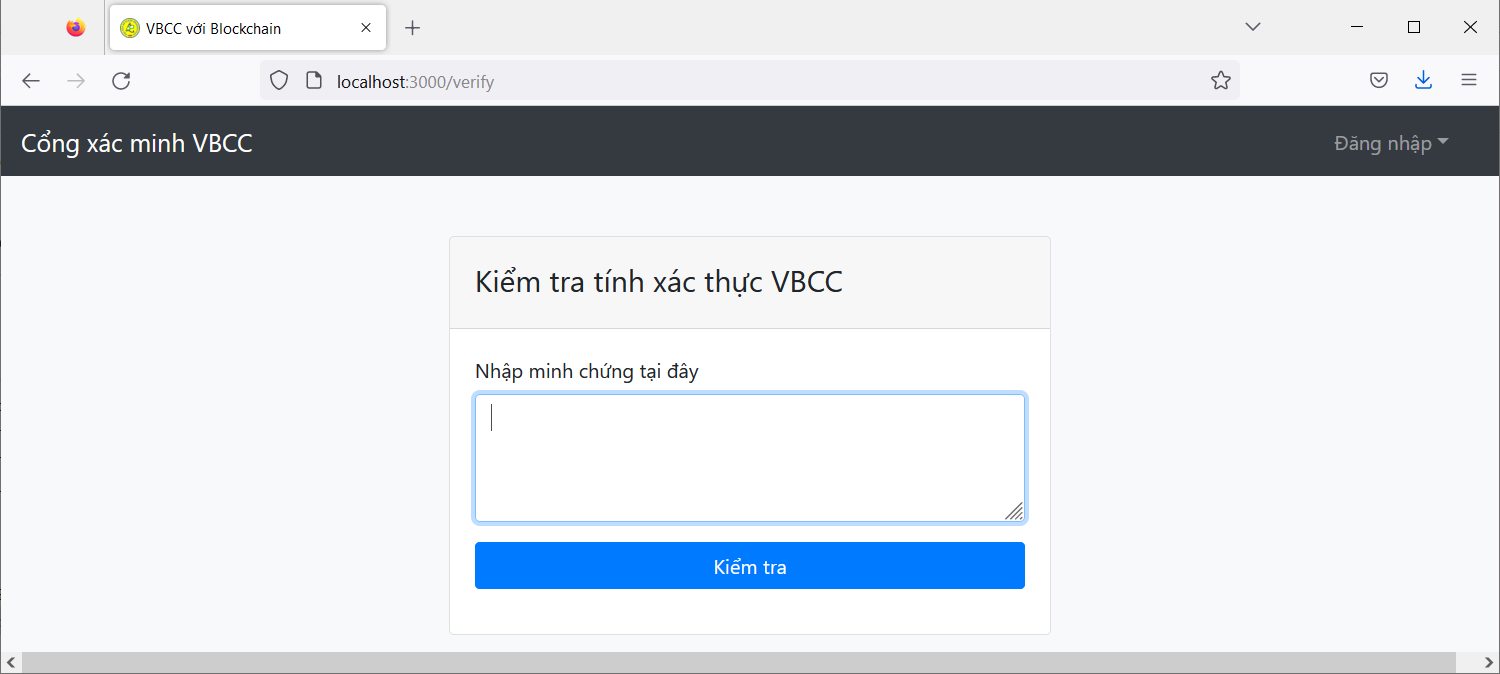 VBCC với Blockchain
localhost:3000/verify
Cổng xác minh VBCC
Đăng nhập
Kiểm tra tính xác thực VBCC
Nhập minh chứng tại đây
Kiểm tra